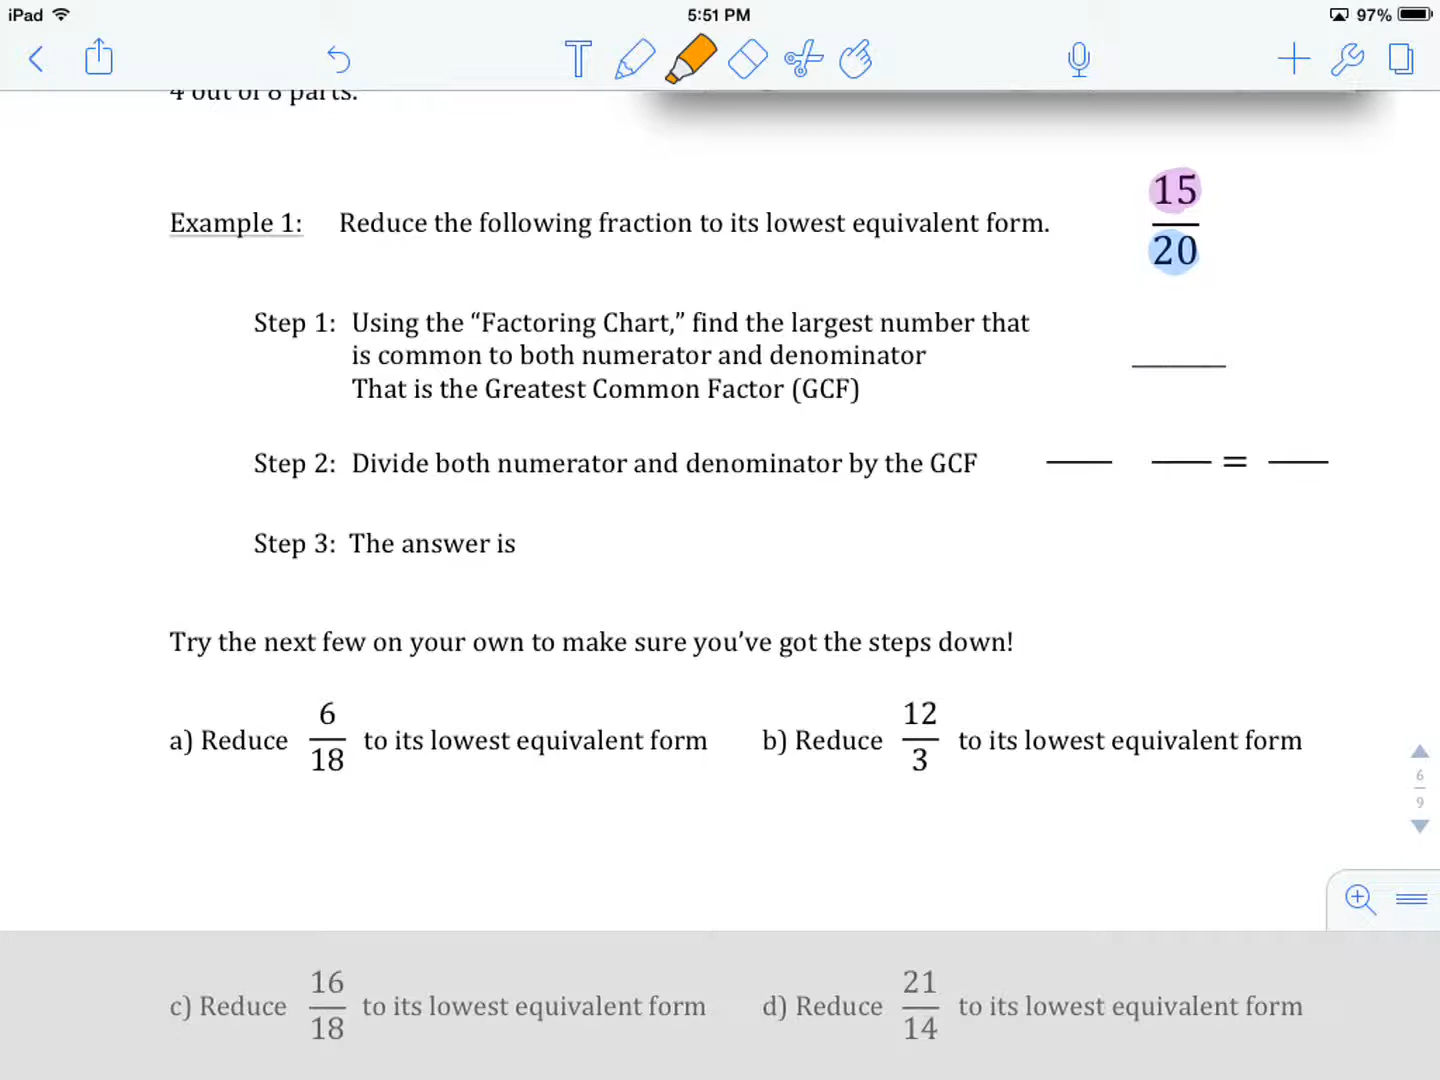 iPad 5:51 PM 97%
T
4 out of 8 parts.
15
Example 1: Reduce the following fraction to its lowest equivalent form.
20
Step 1: Using the “Factoring Chart,” find the largest number that
is common to both numerator and denominator
That is the Greatest Common Factor (GCF)
Step 2: Divide both numerator and denominator by the GCF =
Step 3: The answer is
Try the next few on your own to make sure you’ve got the steps down!
a) Reduce 6/18 to its lowest equivalent form
b) Reduce 12/3 to its lowest equivalent form
6
9
c) Reduce 16/18 to its lowest equivalent form
d) Reduce 21/14 to its lowest equivalent form